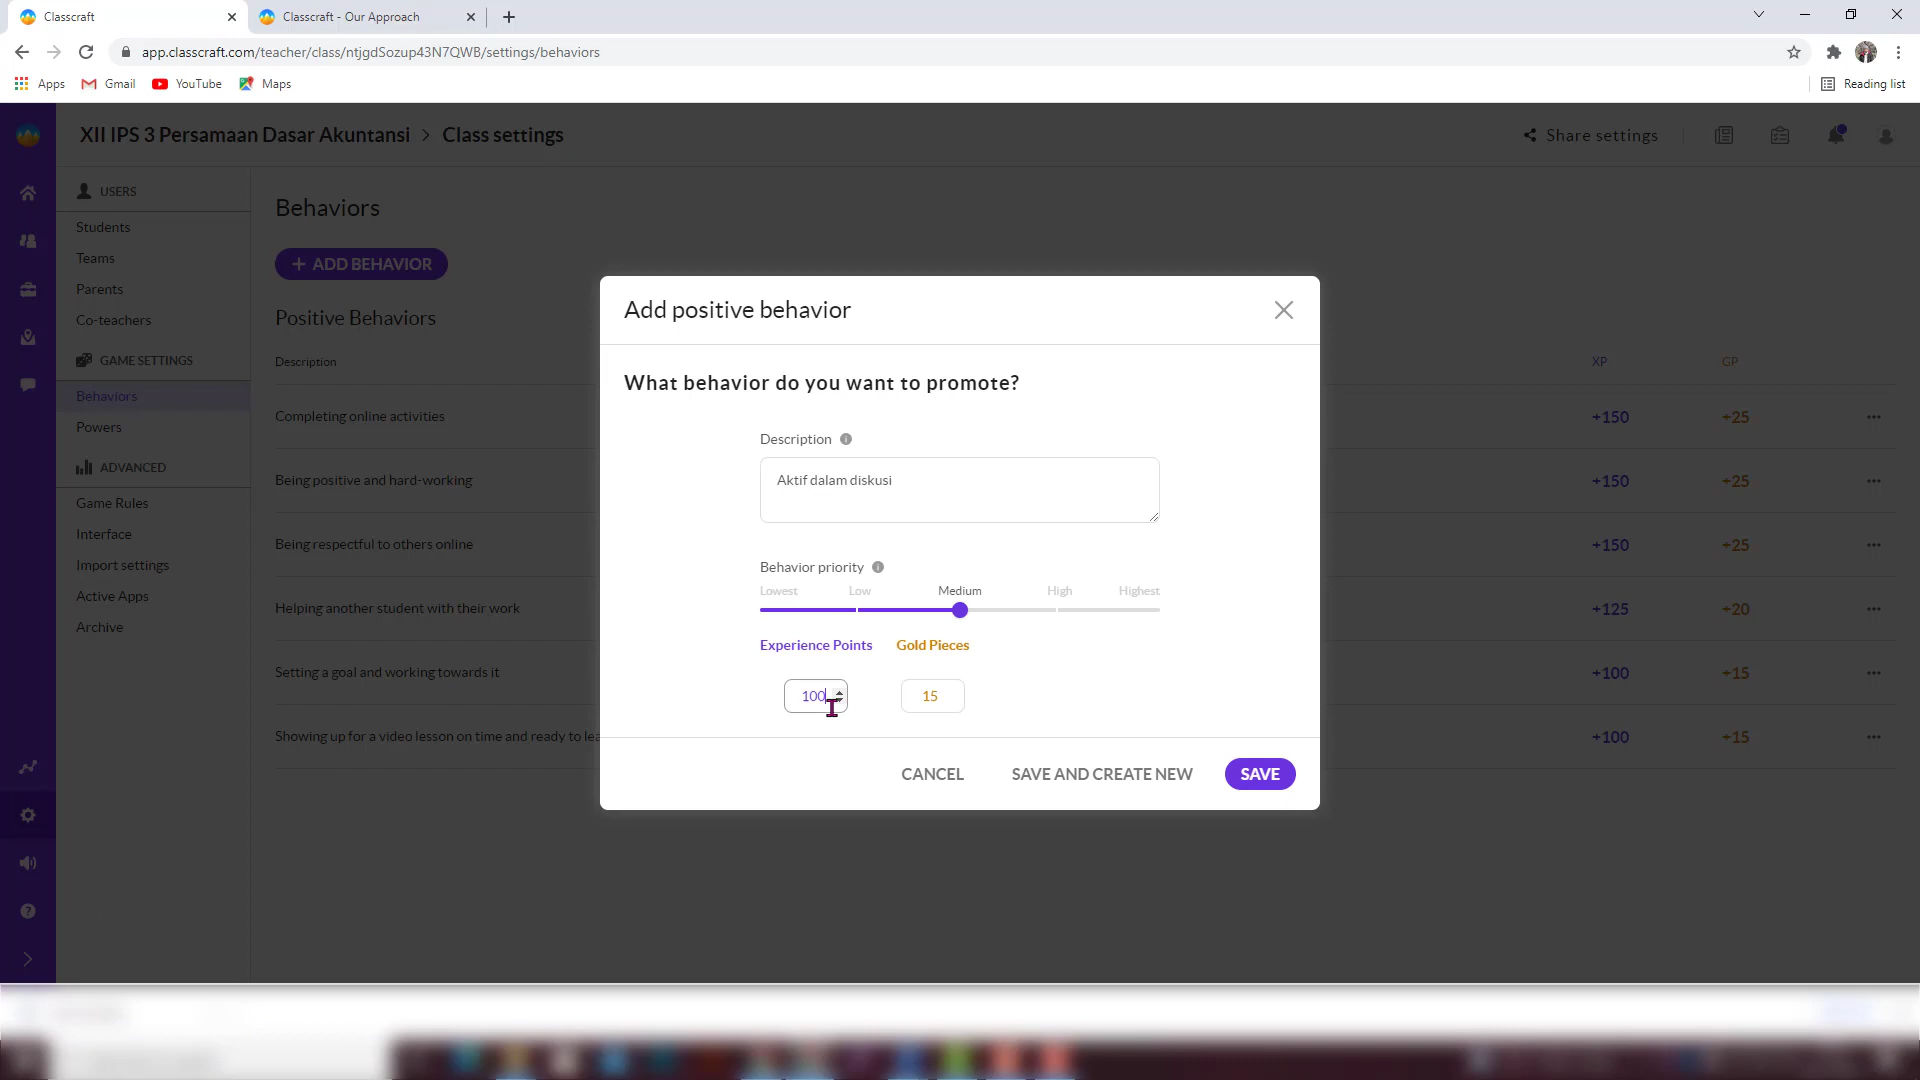 Classcraft
Classcraft - Our Approach
app.classcraft.com/teacher/class/ntjgdSozup43N7QWB/settings/behaviors
Apps
Gmail
YouTube
Maps
Reading list
XII IPS 3 Persamaan Dasar Akuntansi > Class settings
Share settings
USERS
Students
Teams
Parents
Co-teachers
GAME SETTINGS
Behaviors
Powers
ADVANCED
Game Rules
Interface
Import settings
Active Apps
Archive
Behaviors
+ ADD BEHAVIOR
Positive Behaviors
Description XP GP
Completing online activities +150 +25
Being positive and hard-working +150 +25
Being respectful to others online +150 +25
Helping another student with their work +125 +20
Setting a goal and working towards it +100 +15
Showing up for a video lesson on time and ready to lea +100 +15
Add positive behavior
What behavior do you want to promote?
Description
Aktif dalam diskusi
Behavior priority
Lowest Low Medium High Highest
Experience Points Gold Pieces
100 15
CANCEL SAVE AND CREATE NEW SAVE